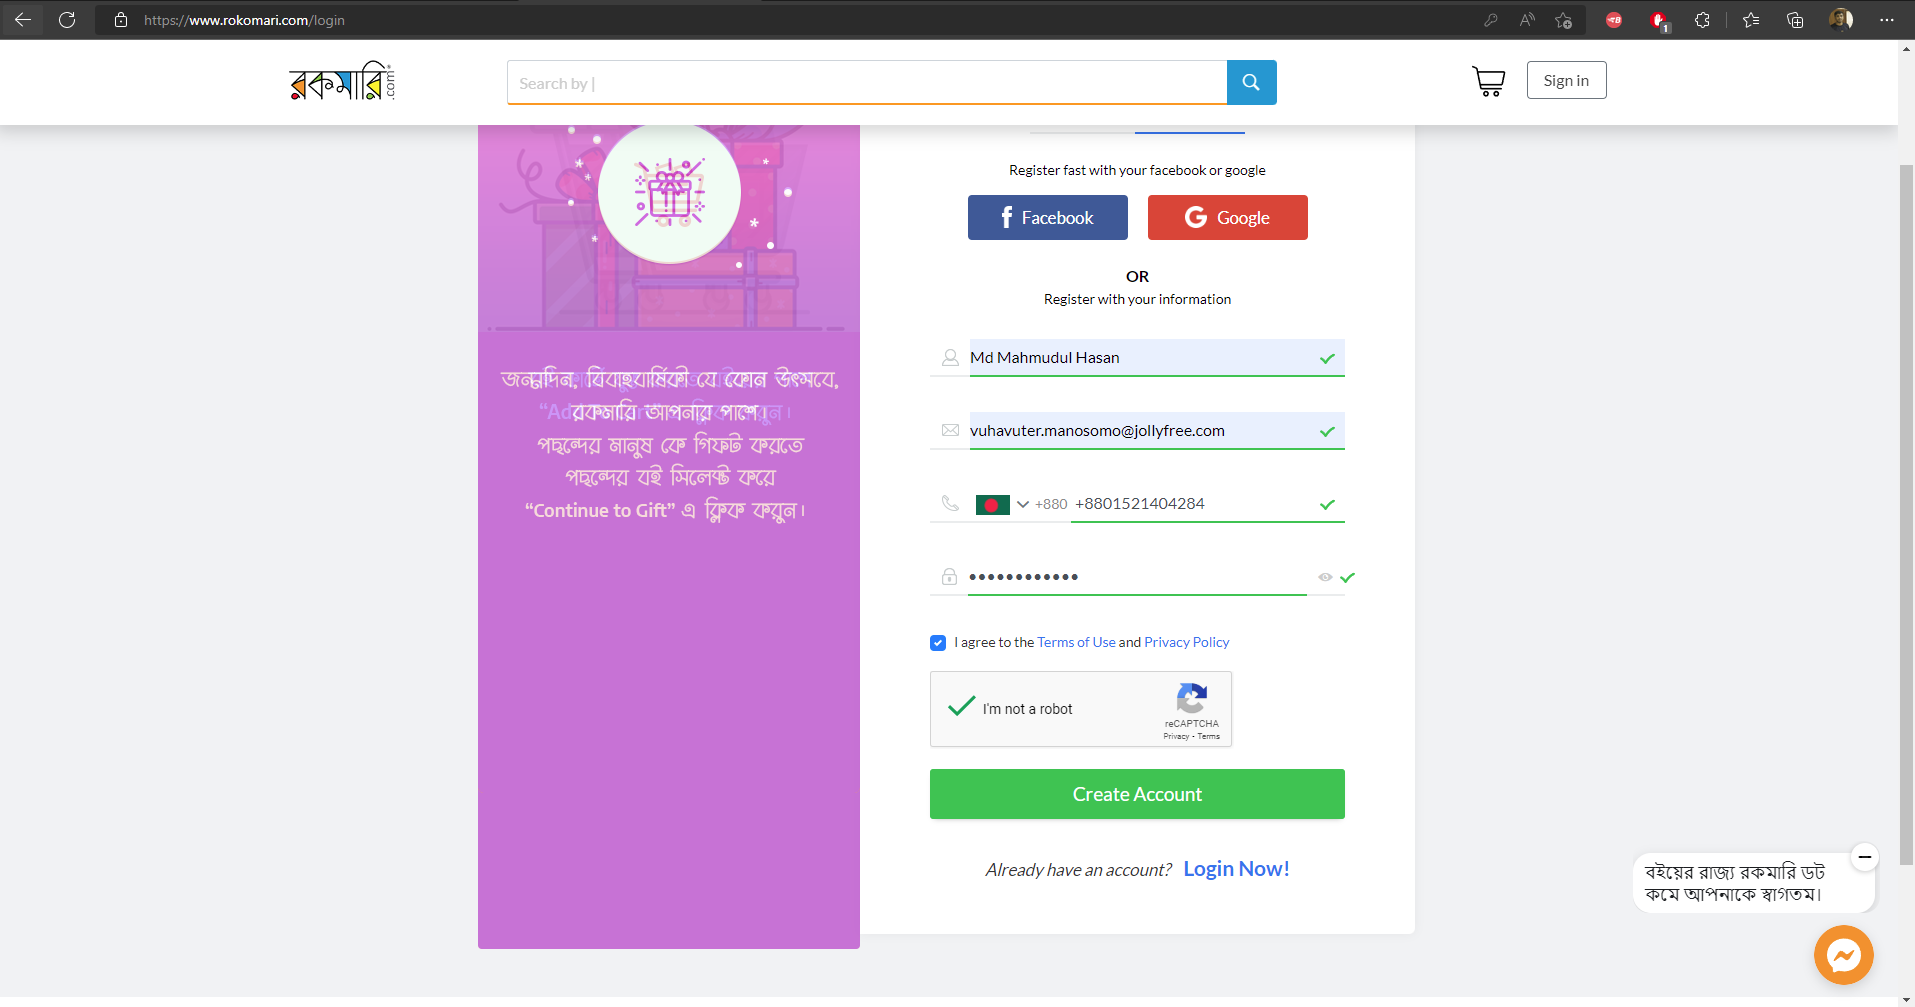 https://www.rokomari.com/login
1
রকমারি.com
Search by |
Sign in
Register fast with your facebook or google
Facebook
Google
OR
Register with your information
Md Mahmudul Hasan
vuhavuter.manosomo@jollyfree.com
+880 +8801521404284
I agree to the Terms of Use and Privacy Policy
I'm not a robot
reCAPTCHA
Privacy - Terms
Create Account
Already have an account? Login Now!
জন্মদিন, বিবাহবার্ষিকী যে কোন উৎসবে,
রকমারি আপনার পাশে।
পছন্দের মানুষ কে গিফট করতে
পছন্দের বই সিলেক্ট করে
“Continue to Gift” এ ক্লিক করুন।
বইয়ের রাজ্য রকমারি ডট
কমে আপনাকে স্বাগতম।